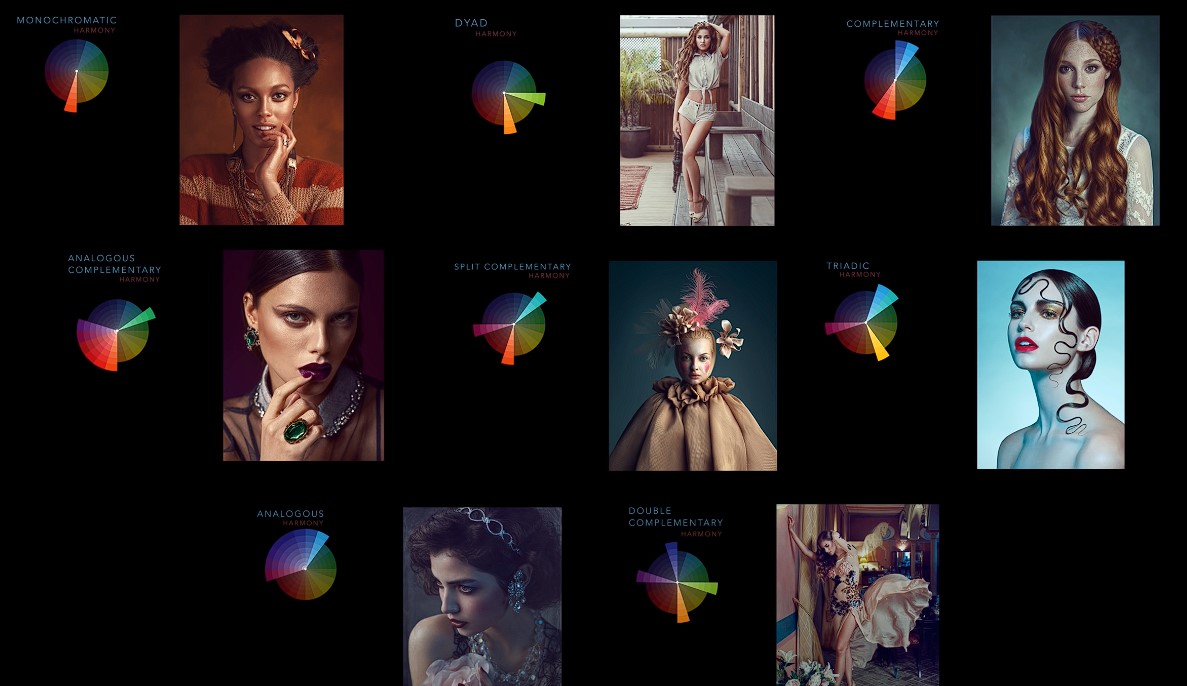 MONOCHROMATIC
HARMONY
DYAD
HARMONY
COMPLEMENTARY
HARMONY
ANALOGOUS
COMPLEMENTARY
HARMONY
SPLIT COMPLEMENTARY
HARMONY
TRIADIC
HARMONY
ANALOGOUS
HARMONY
DOUBLE
COMPLEMENTARY
HARMONY